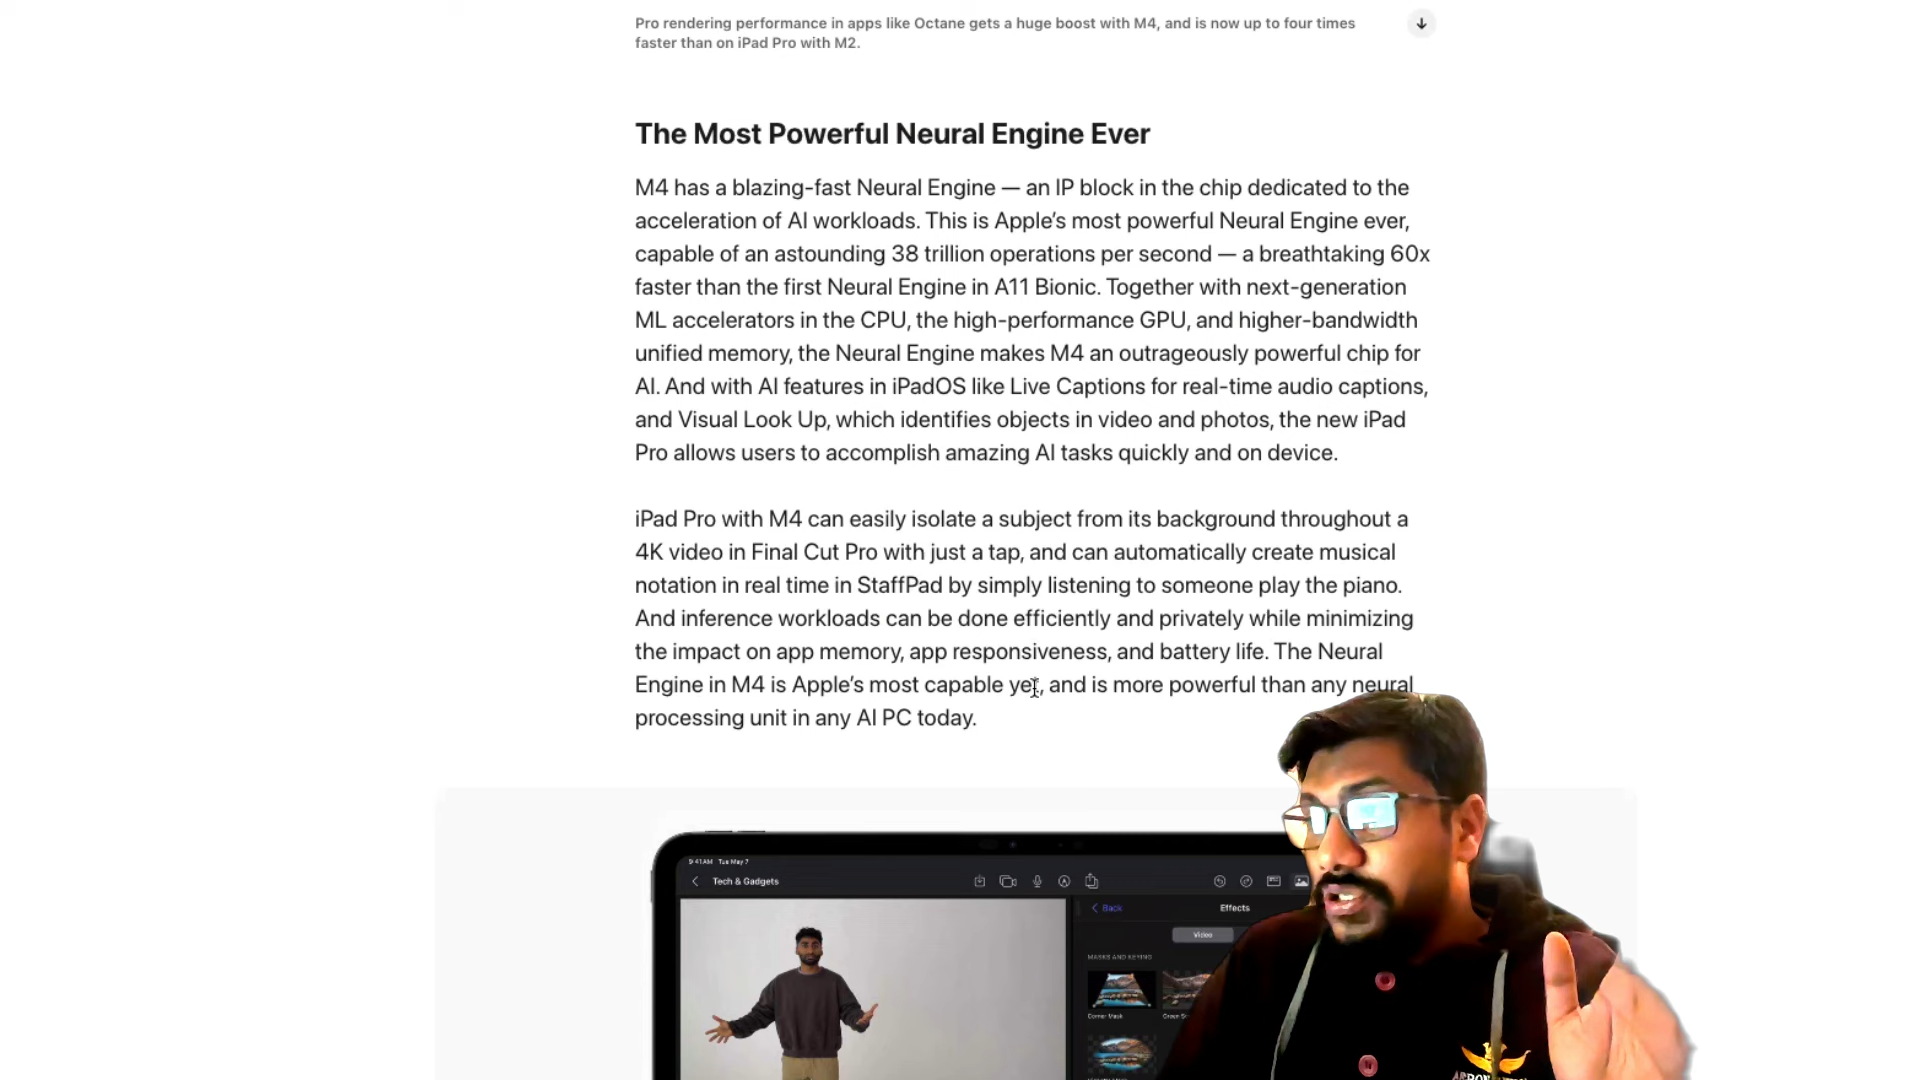 Pro rendering performance in apps like Octane gets a huge boost with M4, and is now up to four times
faster than on iPad Pro with M2.
The Most Powerful Neural Engine Ever
M4 has a blazing-fast Neural Engine — an IP block in the chip dedicated to the
acceleration of AI workloads. This is Apple’s most powerful Neural Engine ever,
capable of an astounding 38 trillion operations per second — a breathtaking 60x
faster than the first Neural Engine in A11 Bionic. Together with next-generation
ML accelerators in the CPU, the high-performance GPU, and higher-bandwidth
unified memory, the Neural Engine makes M4 an outrageously powerful chip for
AI. And with AI features in iPadOS like Live Captions for real-time audio captions,
and Visual Look Up, which identifies objects in video and photos, the new iPad
Pro allows users to accomplish amazing AI tasks quickly and on device.
iPad Pro with M4 can easily isolate a subject from its background throughout a
4K video in Final Cut Pro with just a tap, and can automatically create musical
notation in real time in StaffPad by simply listening to someone play the piano.
And inference workloads can be done efficiently and privately while minimizing
the impact on app memory, app responsiveness, and battery life. The Neural
Engine in M4 is Apple’s most capable yet, and is more powerful than any neural
processing unit in any AI PC today.
9:41AM Tue May 7
Tech & Gadgets
Back
Effects
Video
MASKS AND KEYING
Corner Mask
Green